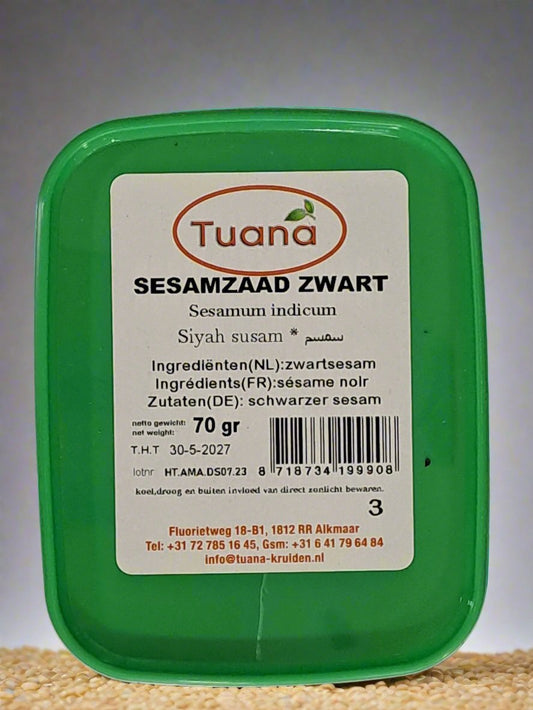 Tuana
SESAMZAAD ZWART
Sesamum indicum
Siyah susam * سمسم
Ingrediënten(NL):zwartsesam
Ingrédients(FR):sésame noir
Zutaten(DE): schwarzer sesam
netto gewicht: 70 gr
net weight:
T.H.T 30-5-2027
lotnr HT.AMA.DS07.23
8 718734 199908
koel,droog en buiten invloed van direct zonlicht bewaren.
3
Fluorietweg 18-B1, 1812 RR Alkmaar
Tel: +31 72 785 16 45, Gsm: +31 6 41 79 64 84
info@tuana-kruiden.nl